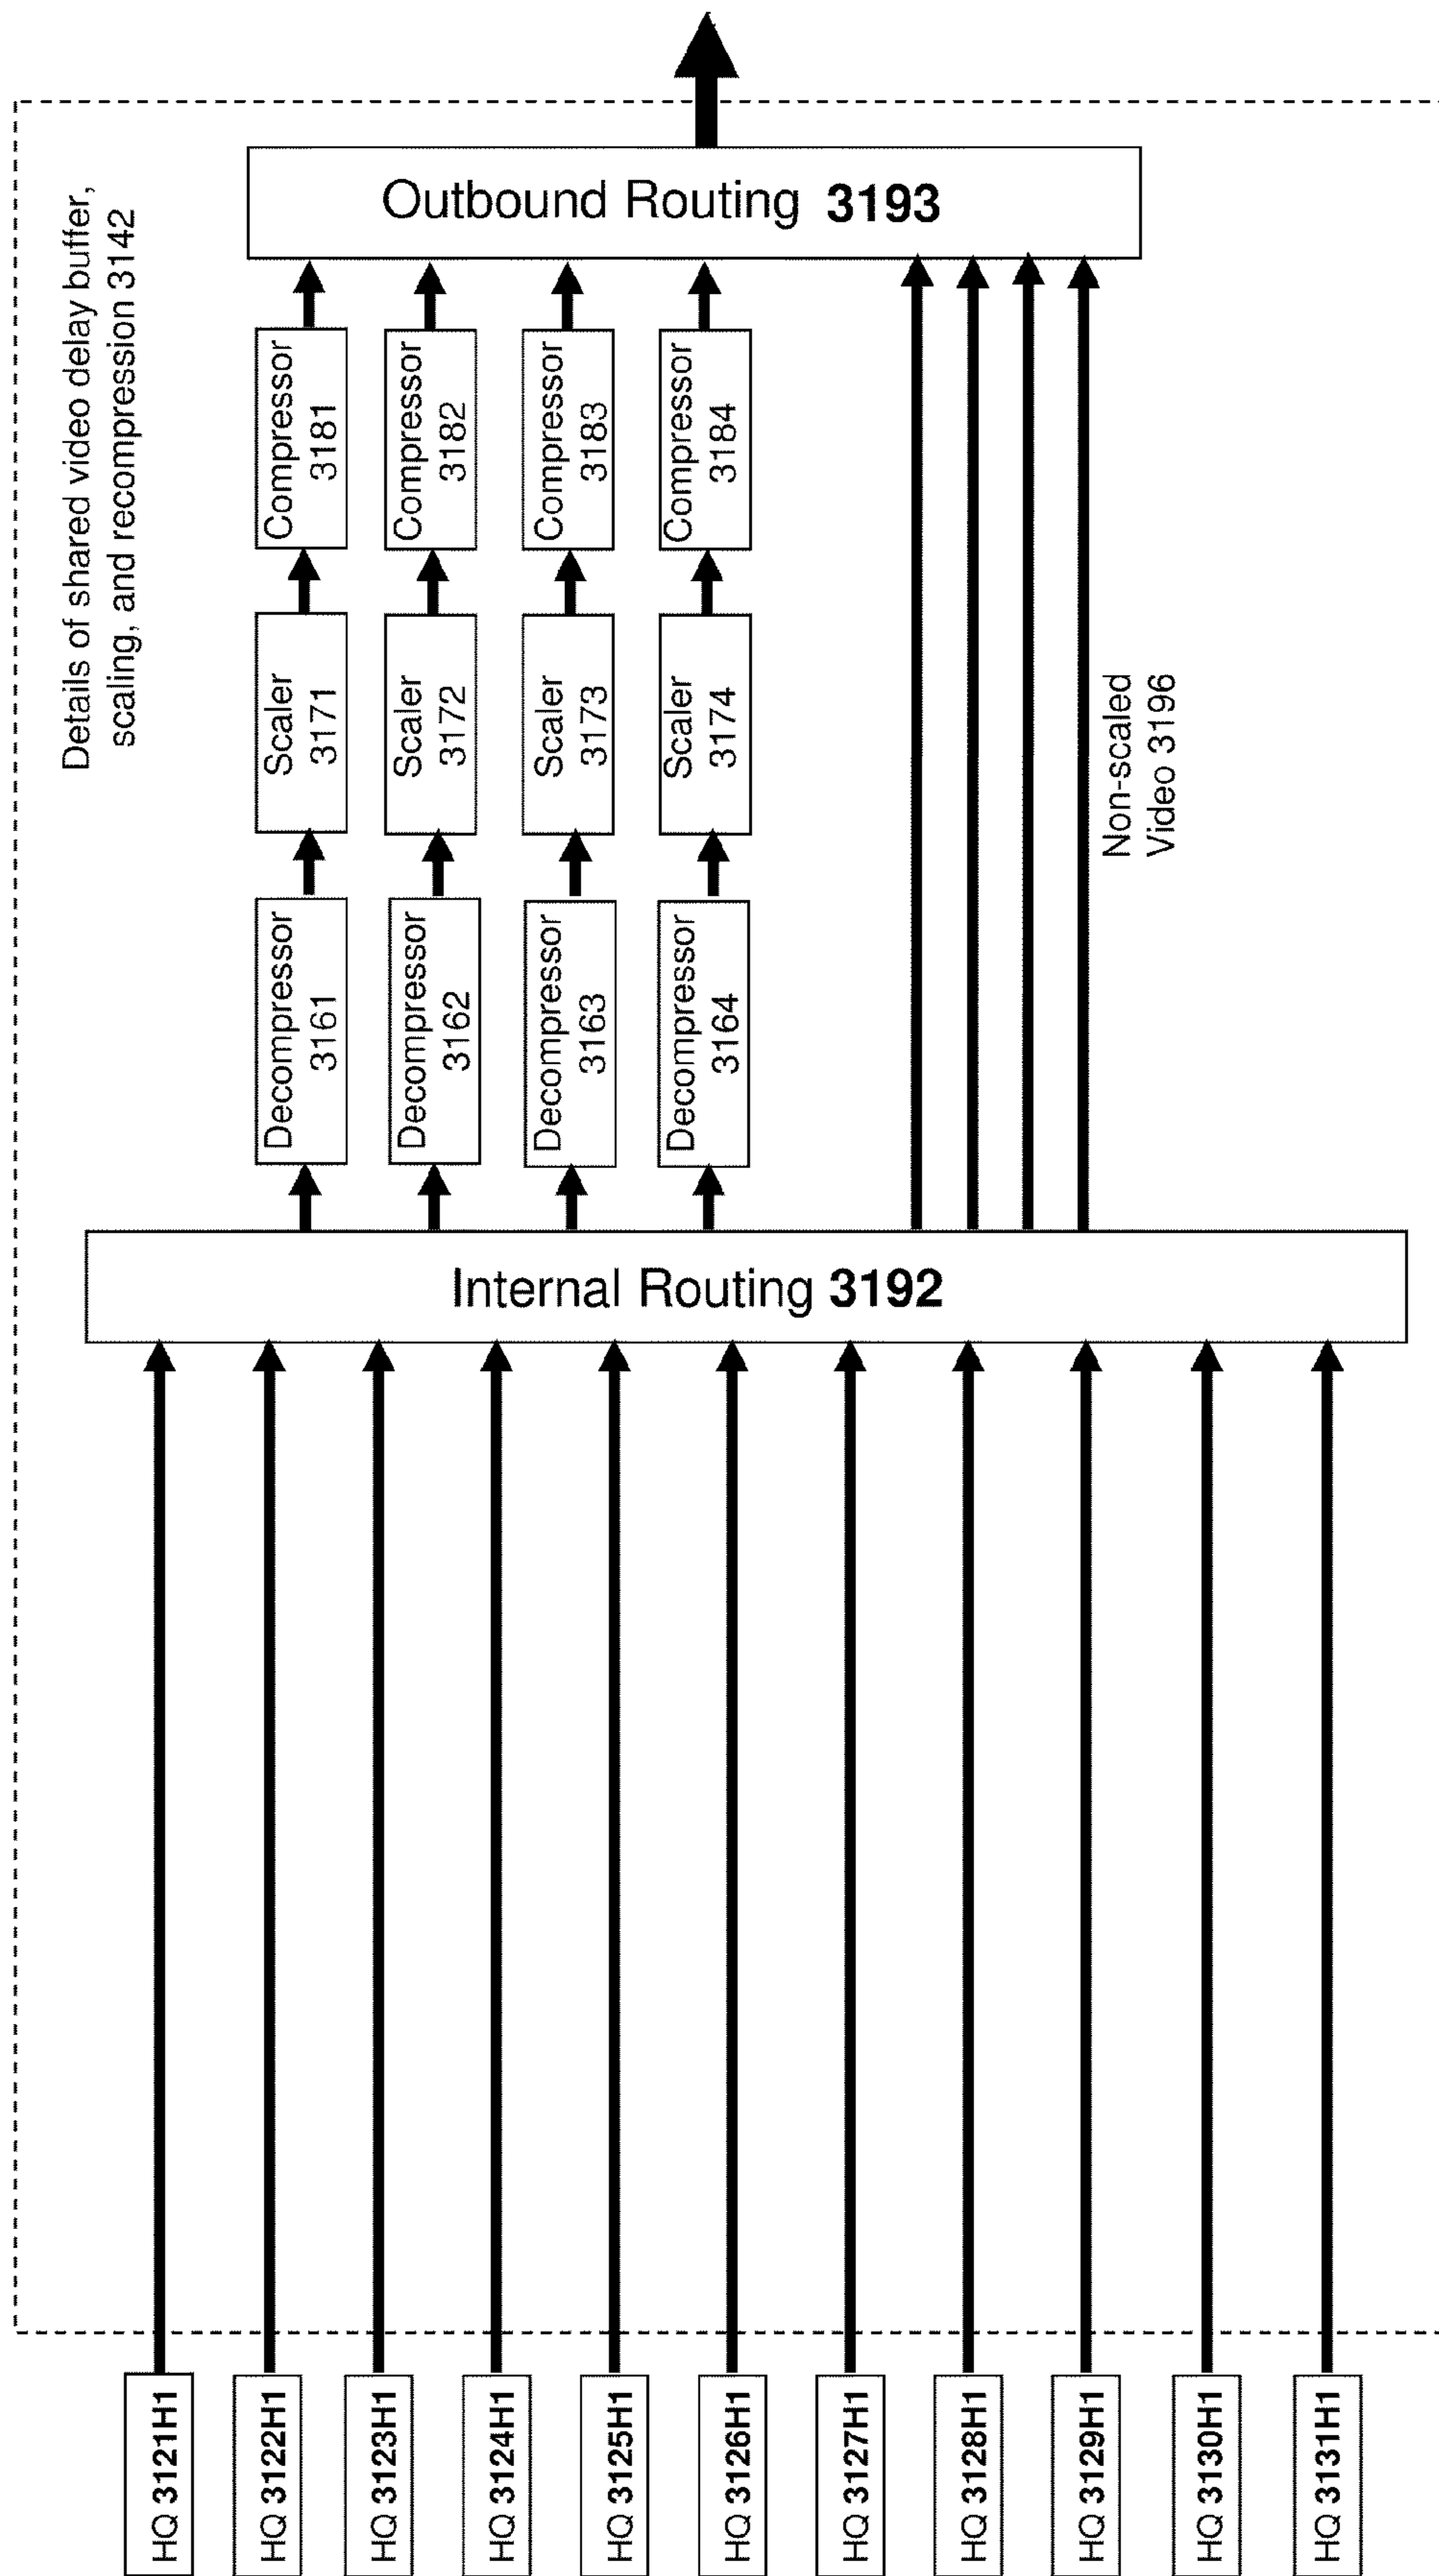 Details of shared video delay buffer,
scaling, and recompression 3142
Outbound Routing 3193
Compressor
3181
Compressor
3182
Compressor
3183
Compressor
3184
Scaler
3171
Scaler
3172
Scaler
3173
Scaler
3174
Decompressor
3161
Decompressor
3162
Decompressor
3163
Decompressor
3164
Non-scaled
Video 3196
Internal Routing 3192
HQ 3121H1
HQ 3122H1
HQ 3123H1
HQ 3124H1
HQ 3125H1
HQ 3126H1
HQ 3127H1
HQ 3128H1
HQ 3129H1
HQ 3130H1
HQ 3131H1